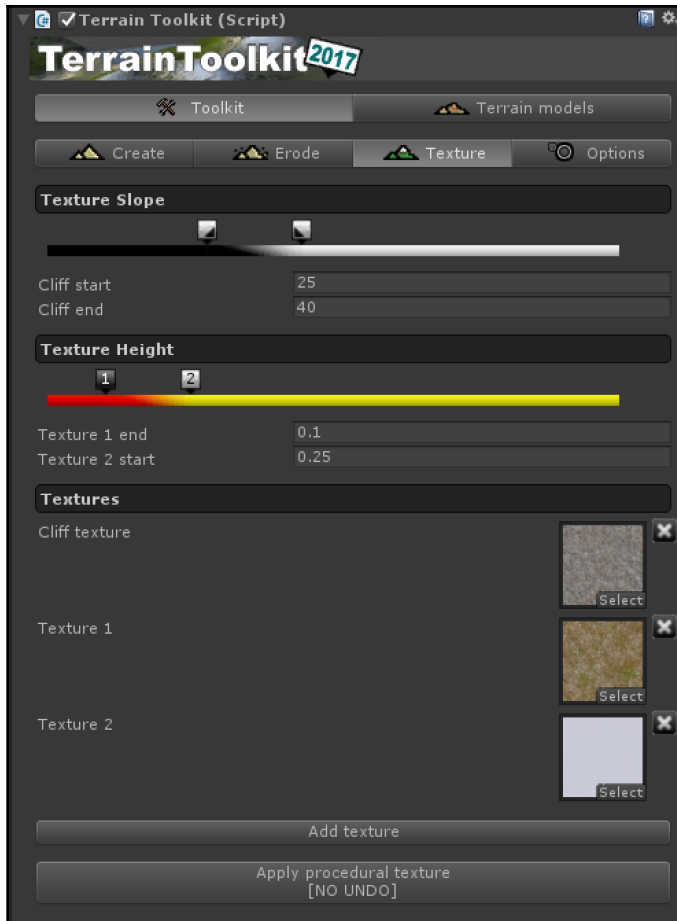 Terrain Toolkit (Script)
TerrainToolkit 2017
Toolkit Terrain models
Create Erode Texture Options
Texture Slope
Cliff start 25
Cliff end 40
Texture Height
1 2
Texture 1 end 0.1
Texture 2 start 0.25
Textures
Cliff texture
Select
Texture 1
Select
Texture 2
Select
Add texture
Apply procedural texture
[NO UNDO]